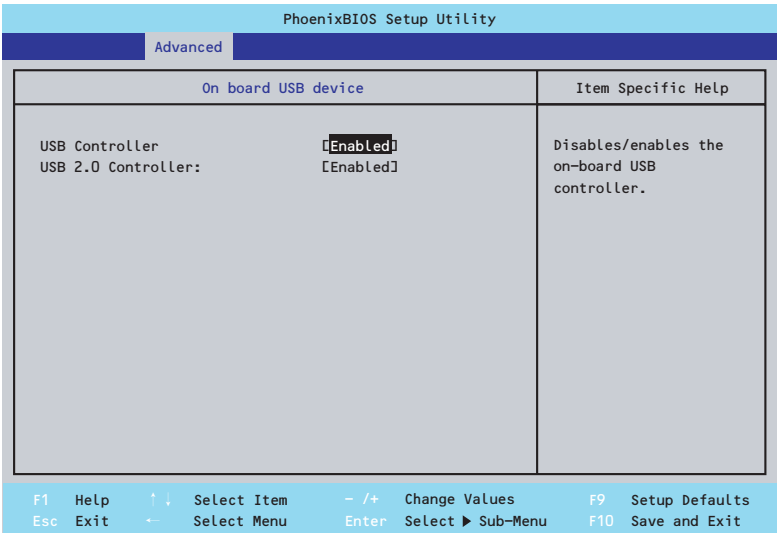 PhoenixBIOS Setup Utility
Advanced
On board USB device
Item Specific Help
USB Controller [Enabled]
USB 2.0 Controller: [Enabled]
Disables/enables the
on-board USB
controller.
F1 Help ↑↓ Select Item - /+ Change Values F9 Setup Defaults
Esc Exit ← Select Menu Enter Select ▶ Sub-Menu F10 Save and Exit